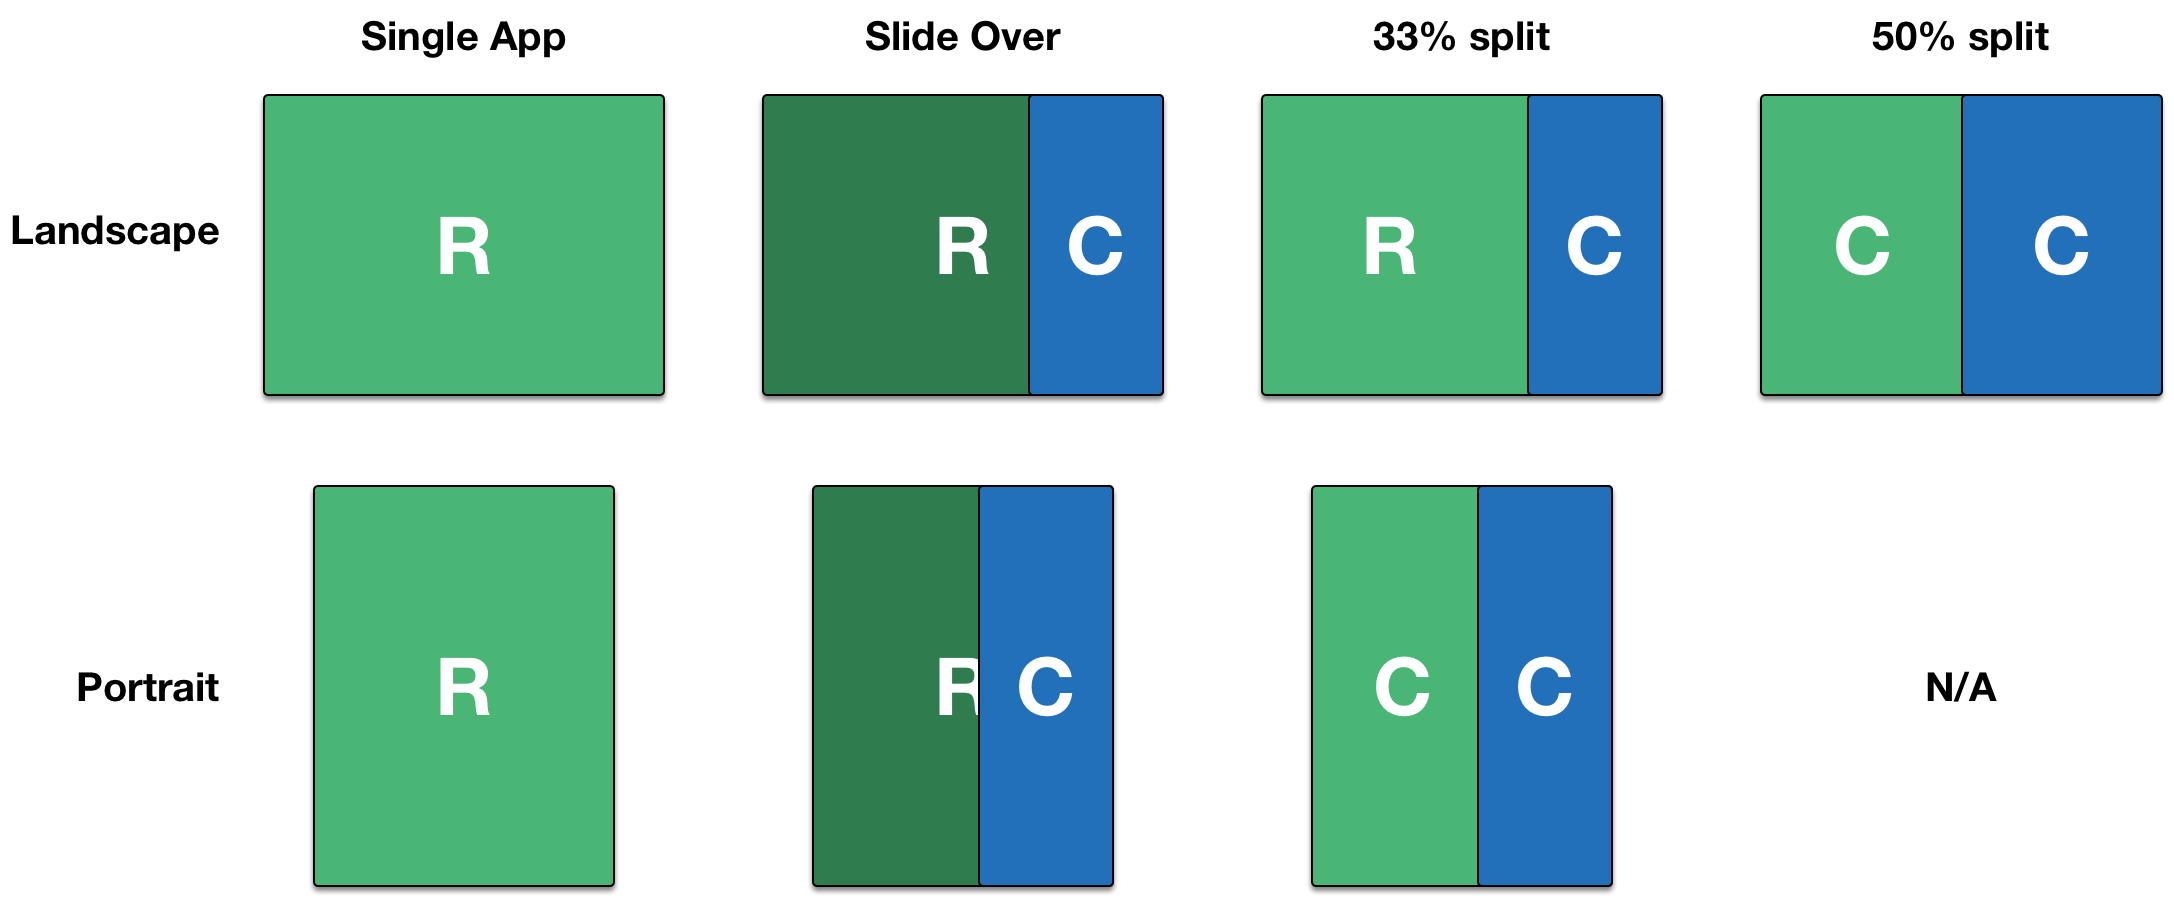 Single App Slide Over 33% split 50% split
Landscape R R C R C C C
Portrait R R C C C N/A